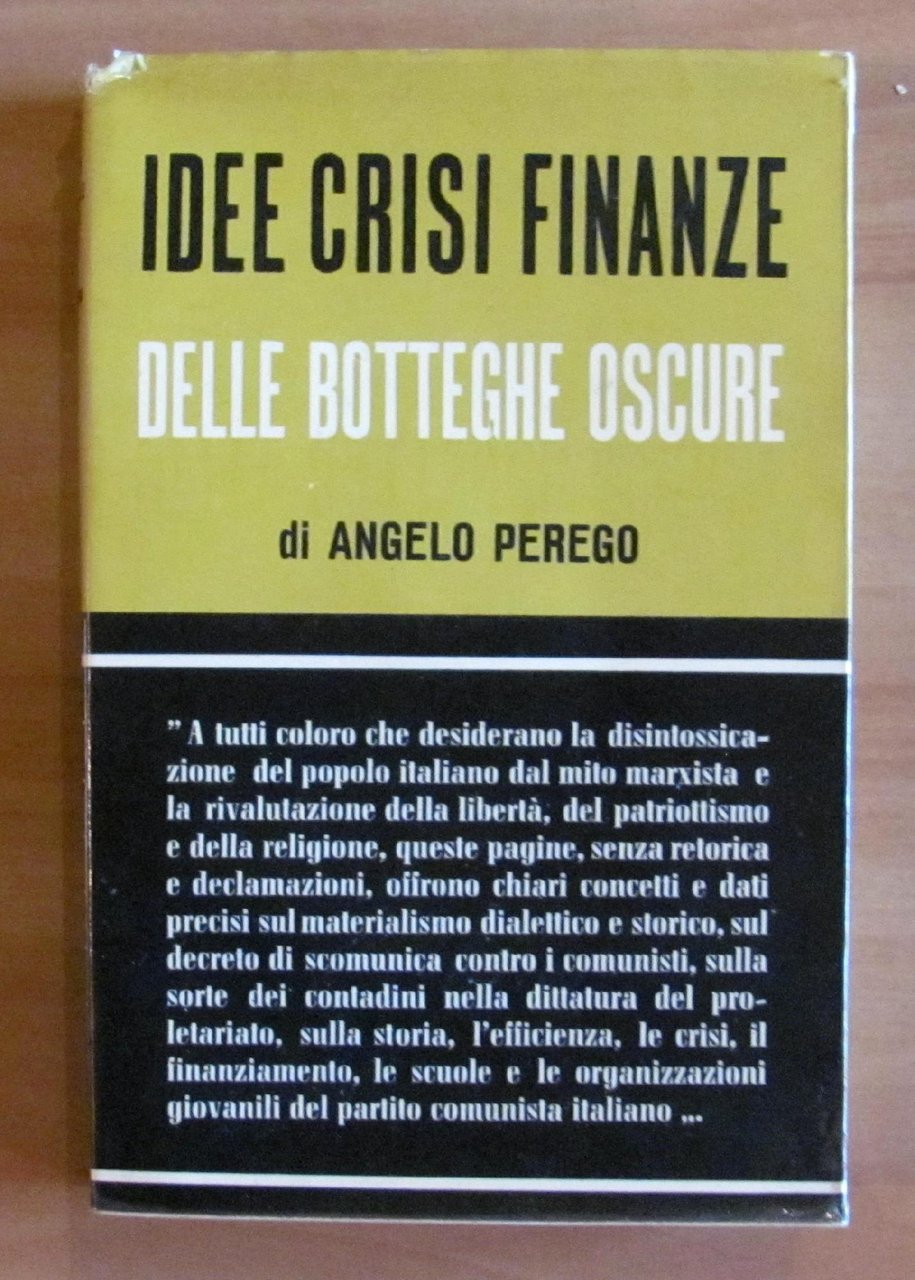 IDEE CRISI FINANZE
DELLE BOTTEGHE OSCURE
di ANGELO PEREGO
” A tutti coloro che desiderano la disintossica-
zione del popolo italiano dal mito marxista e
la rivalutazione della libertà, del patriottismo
e della religione, queste pagine, senza retorica
e declamazioni, offrono chiari concetti e dati
precisi sul materialismo dialettico e storico, sul
decreto di scomunica contro i comunisti, sulla
sorte dei contadini nella dittatura del pro-
letariato, sulla storia, l'efficienza, le crisi, il
finanziamento, le scuole e le organizzazioni
giovanili del partito comunista italiano ...